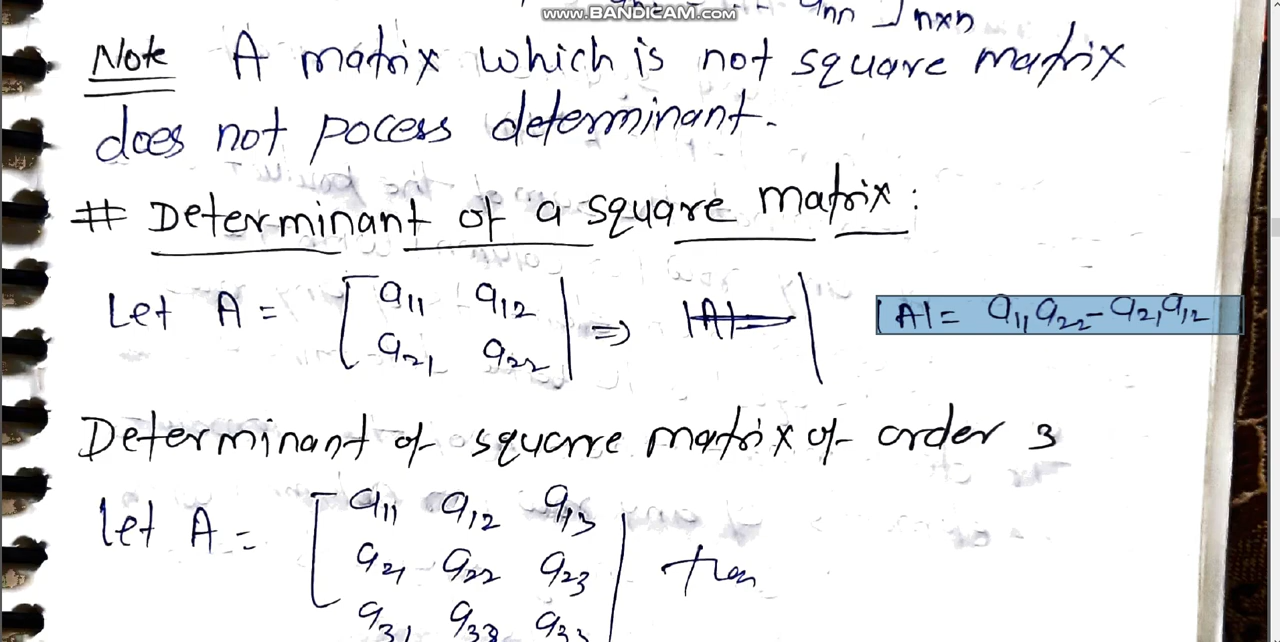 www.BANDICAM.com
ann ]n×n
Note A matrix which is not square matrix
does not pocess determinant.
# Determinant of a square matrix:
Let A = [a11 a12
a21 a22] ⇒ |A|= | |A|= a11a22-a21a12
Determinant of square matrix of order 3
Let A = [a11 a12 a13
a21 a22 a23
a31 a33 a33] then